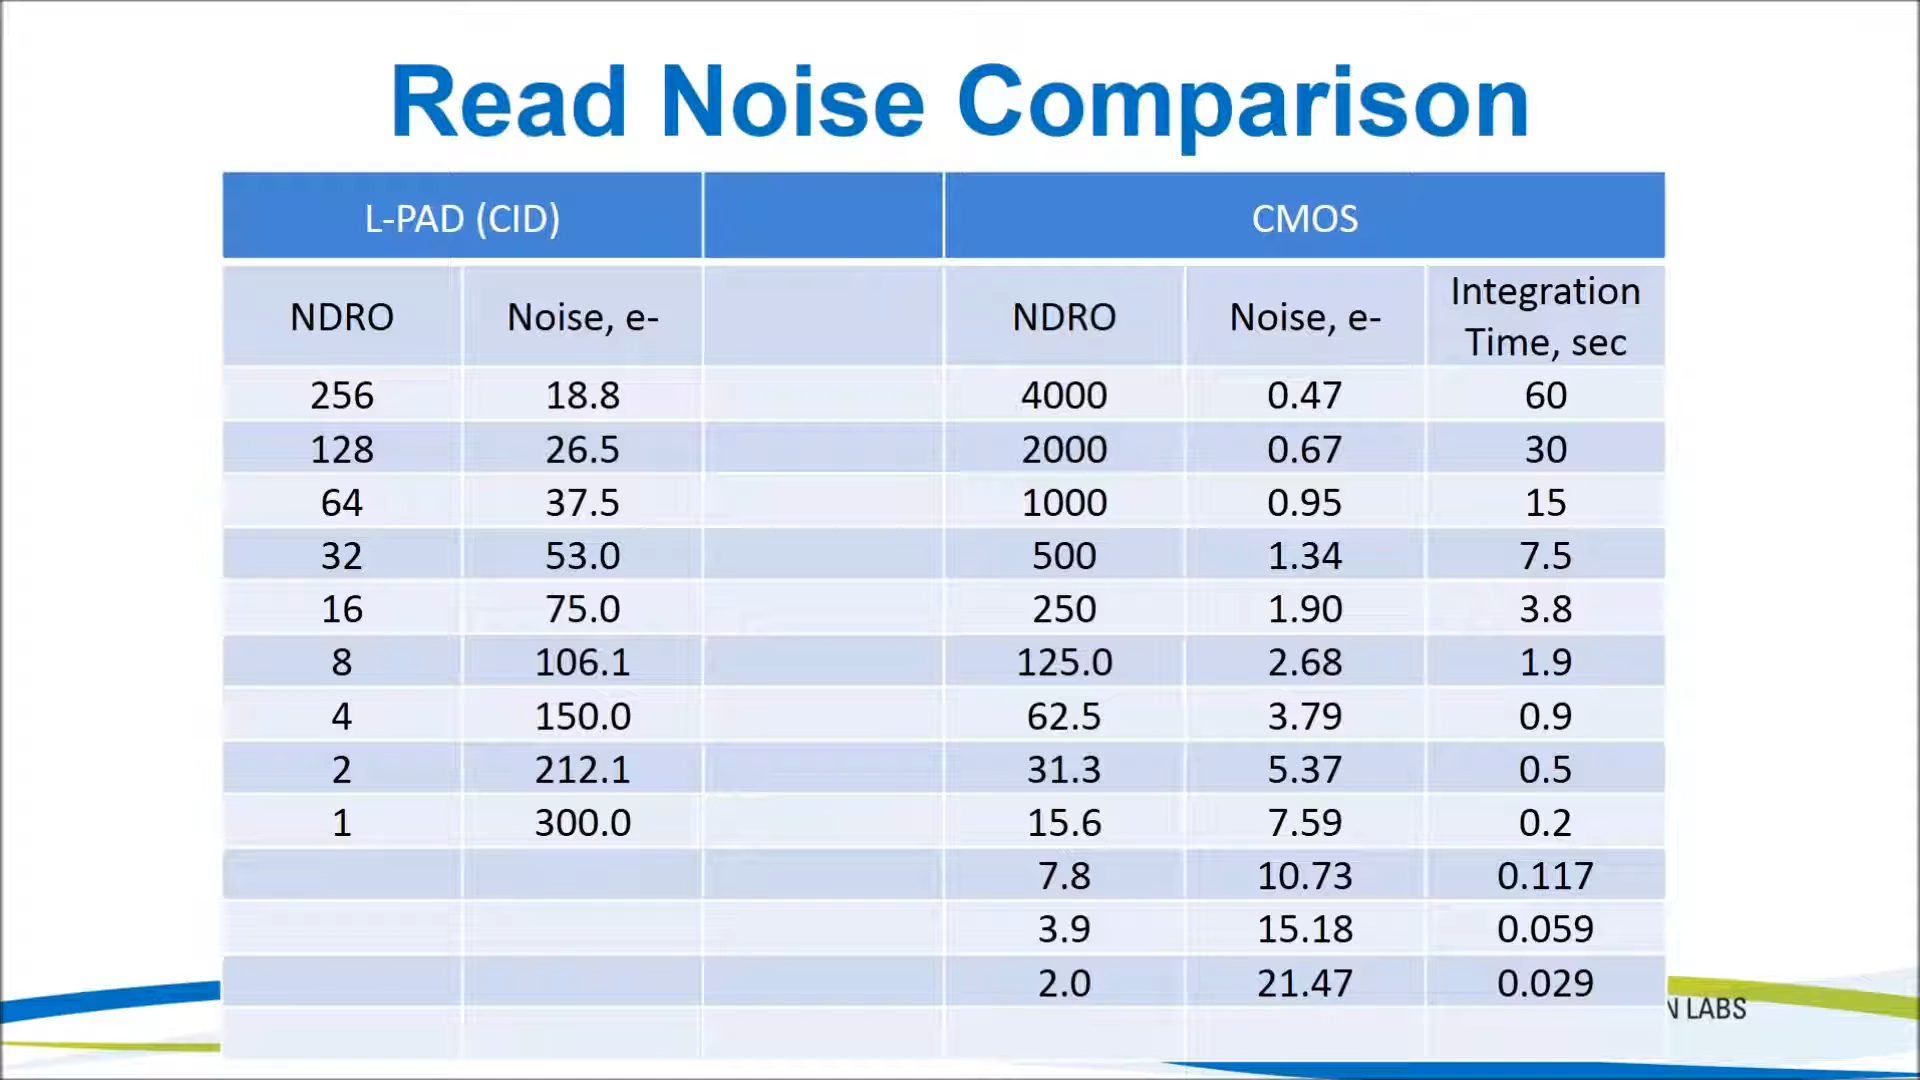 Read Noise Comparison
L-PAD (CID) CMOS
NDRO Noise, e- NDRO Noise, e- Integration Time, sec
256 18.8 4000 0.47 60
128 26.5 2000 0.67 30
64 37.5 1000 0.95 15
32 53.0 500 1.34 7.5
16 75.0 250 1.90 3.8
8 106.1 125.0 2.68 1.9
4 150.0 62.5 3.79 0.9
2 212.1 31.3 5.37 0.5
1 300.0 15.6 7.59 0.2
7.8 10.73 0.117
3.9 15.18 0.059
2.0 21.47 0.029
LABS